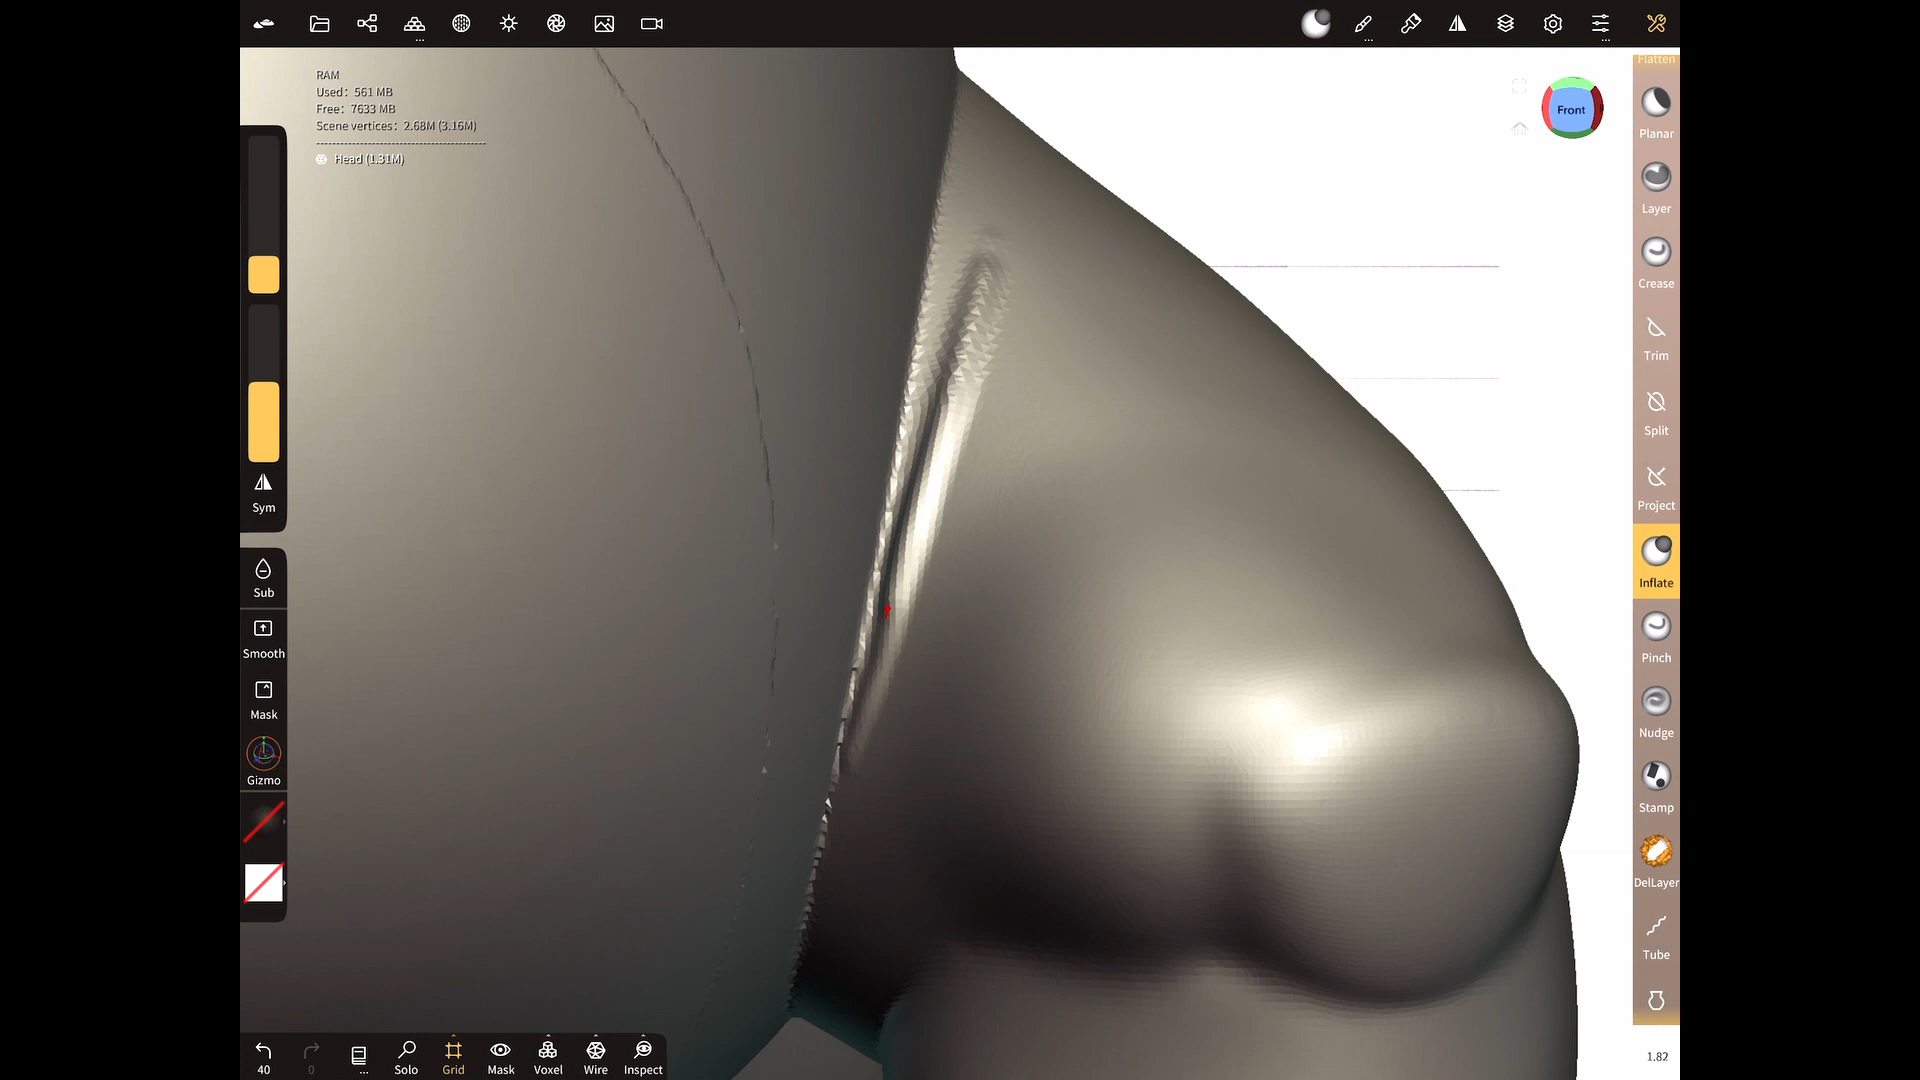 RAM
Used: 561 MB
Free: 7633 MB
Scene vertices: 2.68M (3.16M)
--------------------------------------------
Head (1.31M)
Front
Flatten
Planar
Layer
Crease
Trim
Split
Project
Inflate
Pinch
Nudge
Stamp
DelLayer
Tube
Sym
Sub
Smooth
Mask
Gizmo
40
0
...
Solo
Grid
Mask
Voxel
Wire
Inspect
1.82